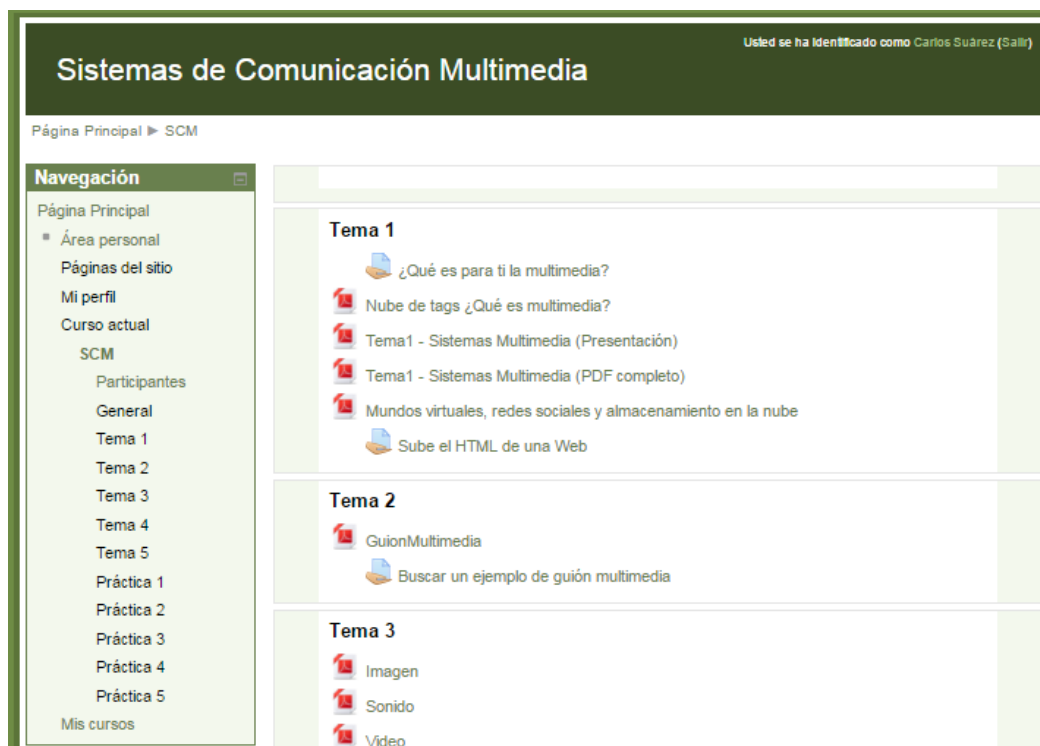 Usted se ha identificado como Carlos Suárez (Salir)
Sistemas de Comunicación Multimedia
Página Principal ► SCM
Navegación
Página Principal
Área personal
Páginas del sitio
Mi perfil
Curso actual
SCM
Participantes
General
Tema 1
Tema 2
Tema 3
Tema 4
Tema 5
Práctica 1
Práctica 2
Práctica 3
Práctica 4
Práctica 5
Mis cursos
Tema 1
¿Qué es para ti la multimedia?
Nube de tags ¿Qué es multimedia?
Tema1 - Sistemas Multimedia (Presentación)
Tema1 - Sistemas Multimedia (PDF completo)
Mundos virtuales, redes sociales y almacenamiento en la nube
Sube el HTML de una Web
Tema 2
GuionMultimedia
Buscar un ejemplo de guión multimedia
Tema 3
Imagen
Sonido
Video